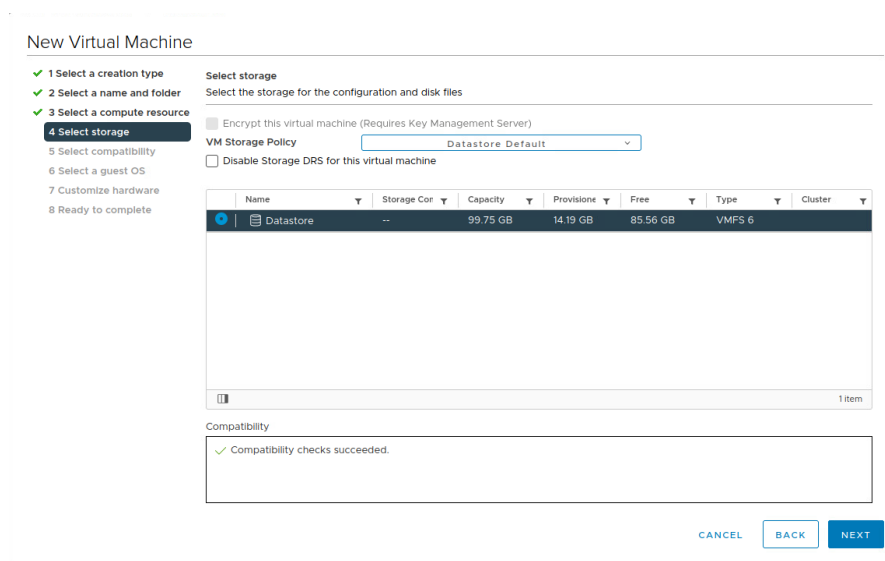 New Virtual Machine
1 Select a creation type
2 Select a name and folder
3 Select a compute resource
4 Select storage
5 Select compatibility
6 Select a guest OS
7 Customize hardware
8 Ready to complete
Select storage
Select the storage for the configuration and disk files
Encrypt this virtual machine (Requires Key Management Server)
VM Storage Policy Datastore Default
Disable Storage DRS for this virtual machine
Name Storage Con Capacity Provisione Free Type Cluster
Datastore -- 99.75 GB 14.19 GB 85.56 GB VMFS 6
1 item
Compatibility
Compatibility checks succeeded.
CANCEL BACK NEXT